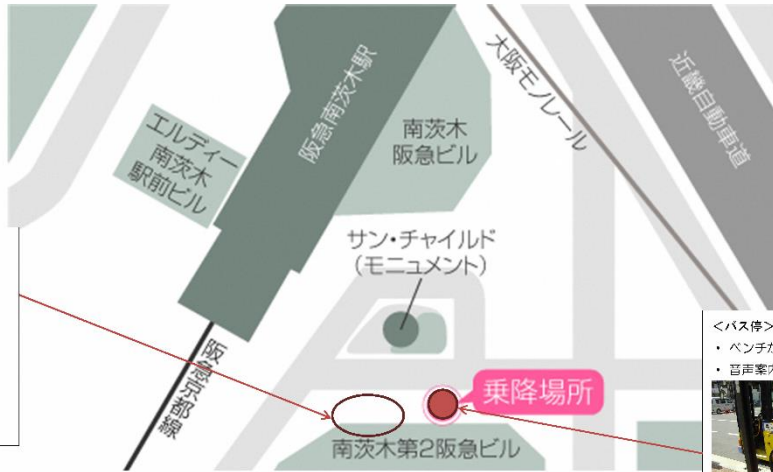 阪急南茨木駅
大阪モノレール
近畿自動車道
エルディー
南茨木
駅前ビル
南茨木
阪急ビル
サン・チャイルド
(モニュメント)
阪急京都線
乗降場所
南茨木第2阪急ビル
<バス停>
・ ベンチが
・ 音声案内